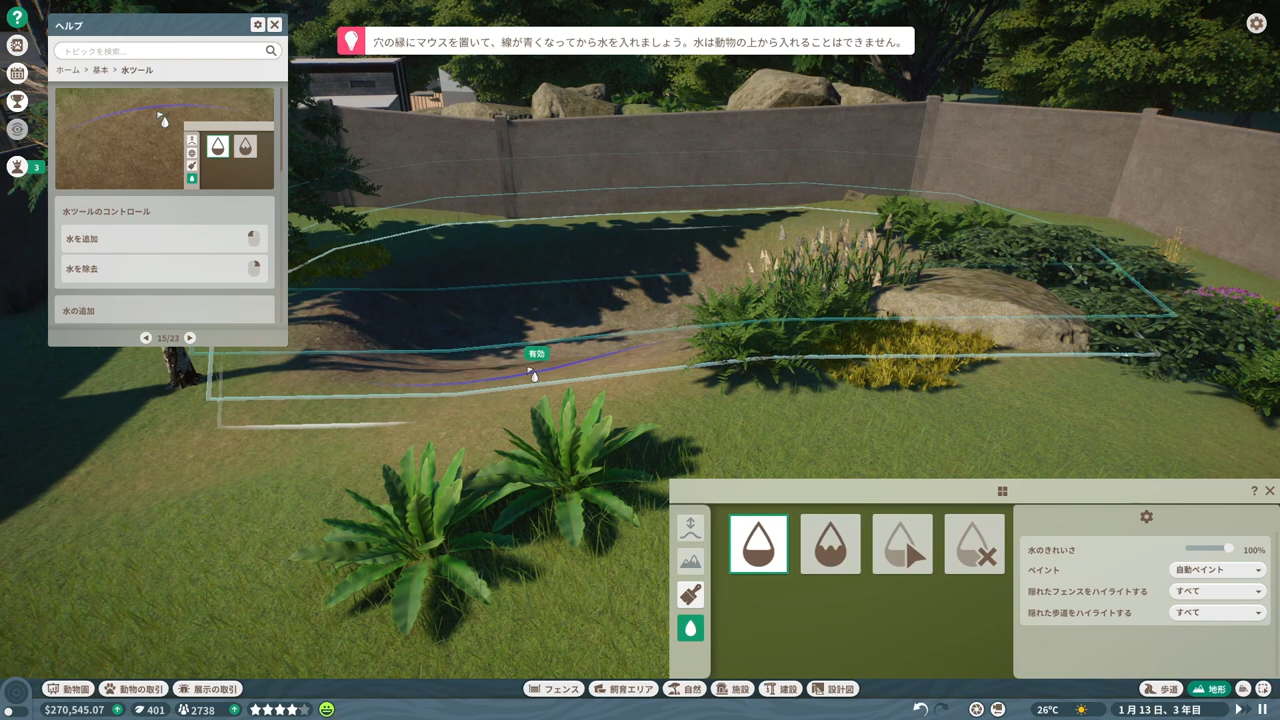 ?
ヘルプ
トピックを検索...
ホーム > 基本 > 水ツール
穴の縁にマウスを置いて、線が青くなってから水を入れましょう。水は動物の上から入れることはできません。
3
水ツールのコントロール
水を追加
水を除去
水の追加
15/23
有効
?
水のきれいさ 100%
ペイント 自動ペイント
隠れたフェンスをハイライトする すべて
隠れた歩道をハイライトする すべて
動物園 動物の取引 展示の取引 フェンス 飼育エリア 自然 施設 建設 設計図 歩道 地形
$270,545.07 401 2738 26°C 1月13日、3年目